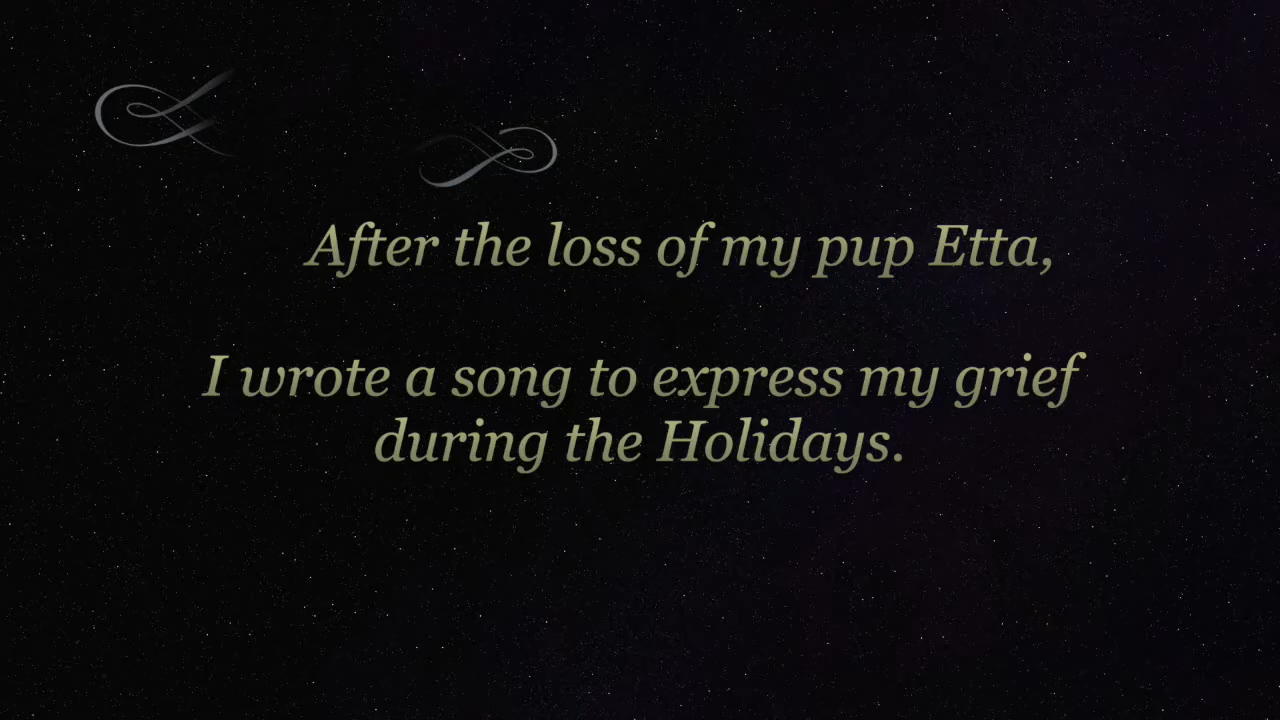 After the loss of my pup Etta,
I wrote a song to express my grief
during the Holidays.